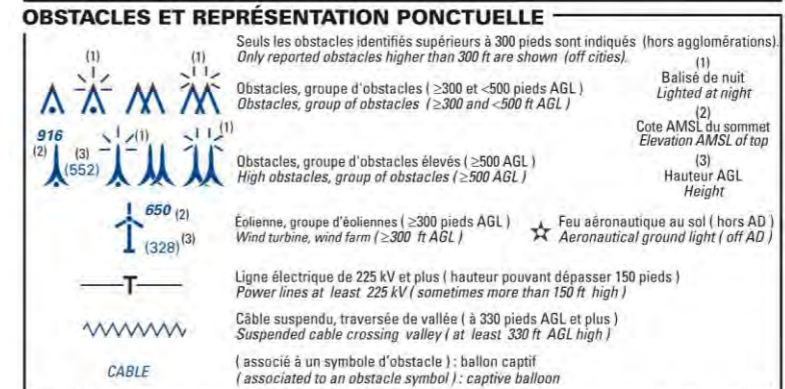 OBSTACLES ET REPRÉSENTATION PONCTUELLE
Seuls les obstacles identifiés supérieurs à 300 pieds sont indiqués (hors agglomérations).
Only reported obstacles higher than 300 ft are shown (off cities).
(1)
(1)
Obstacles, groupe d'obstacles ( ≥300 et <500 pieds AGL )
Obstacles, group of obstacles ( ≥300 and <500 ft AGL )
(1)
Balisé de nuit
Lighted at night
(2)
Cote AMSL du sommet
Elevation AMSL of top
(3)
Hauteur AGL
Height
916
(2)
(3)
(552)
(1)
(1)
Obstacles, groupe d'obstacles élevés ( ≥500 AGL )
High obstacles, group of obstacles ( ≥500 AGL )
650 (2)
(328) (3)
Éolienne, groupe d'éoliennes ( ≥300 pieds AGL )
Wind turbine, wind farm ( ≥300 ft AGL )
Feu aéronautique au sol ( hors AD )
Aeronautical ground light ( off AD )
T
Ligne électrique de 225 kV et plus ( hauteur pouvant dépasser 150 pieds )
Power lines at least 225 kV ( sometimes more than 150 ft high )
Câble suspendu, traversée de vallée ( à 330 pieds AGL et plus )
Suspended cable crossing valley ( at least 330 ft AGL high )
CABLE
( associé à un symbole d'obstacle ) : ballon captif
( associated to an obstacle symbol ) : captive balloon